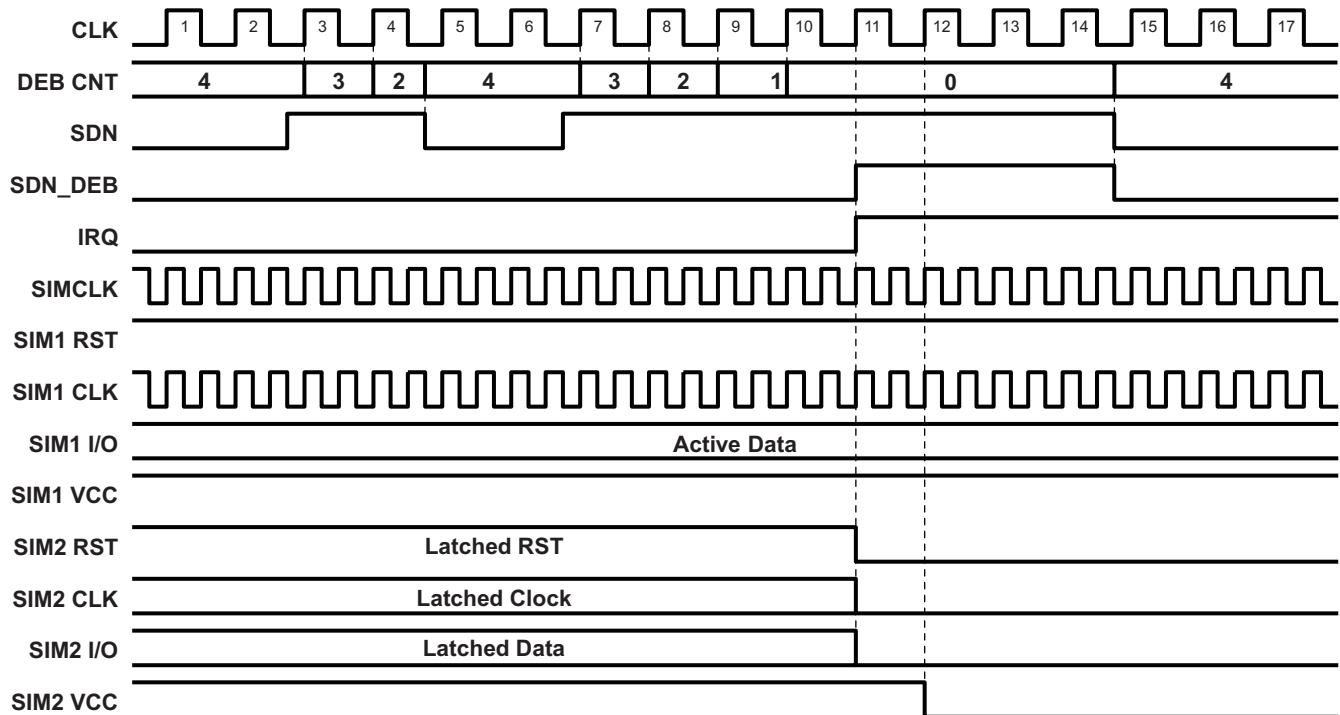 CLK 1 2 3 4 5 6 7 8 9 10 11 12 13 14 15 16 17
DEB CNT 4 3 2 4 3 2 1 0 4
SDN
SDN_DEB
IRQ
SIMCLK
SIM1 RST
SIM1 CLK
SIM1 I/O Active Data
SIM1 VCC
SIM2 RST Latched RST
SIM2 CLK Latched Clock
SIM2 I/O Latched Data
SIM2 VCC